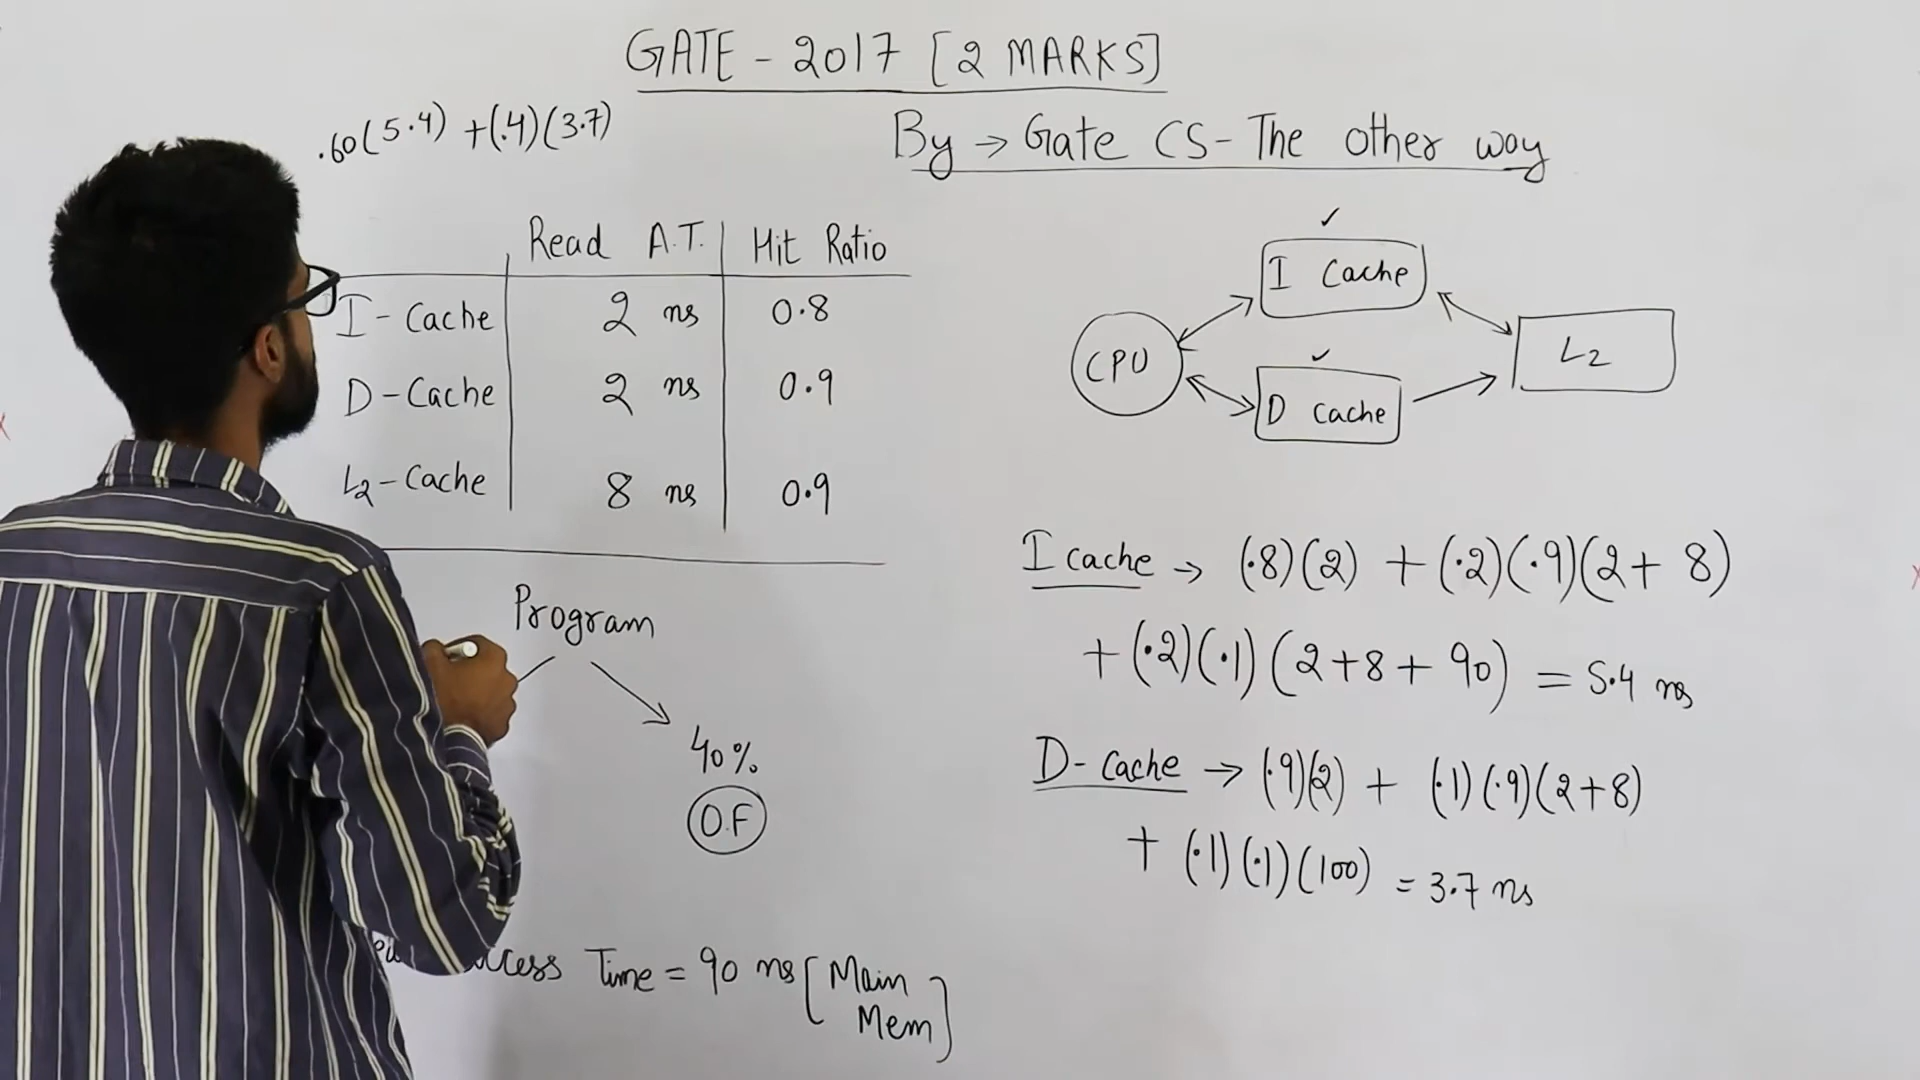 GATE - 2017 [2 MARKS]
By → Gate CS - The other way
.60(5.4) + (.4)(3.7)
Read A.T. Hit Ratio
I - Cache 2 ns 0.8
D - Cache 2 ns 0.9
L2 - Cache 8 ns 0.9
I Cache
CPU
L2
D Cache
Program
40%
O.F
Time = 90 ns [Main Mem]
I cache → (.8)(2) + (.2)(.9)(2 + 8)
+ (.2)(.1)(2+8+90) = 5.4 ns
D - Cache → (.9)(2) + (.1)(.9)(2+8)
+ (.1)(.1)(100) = 3.7 ns